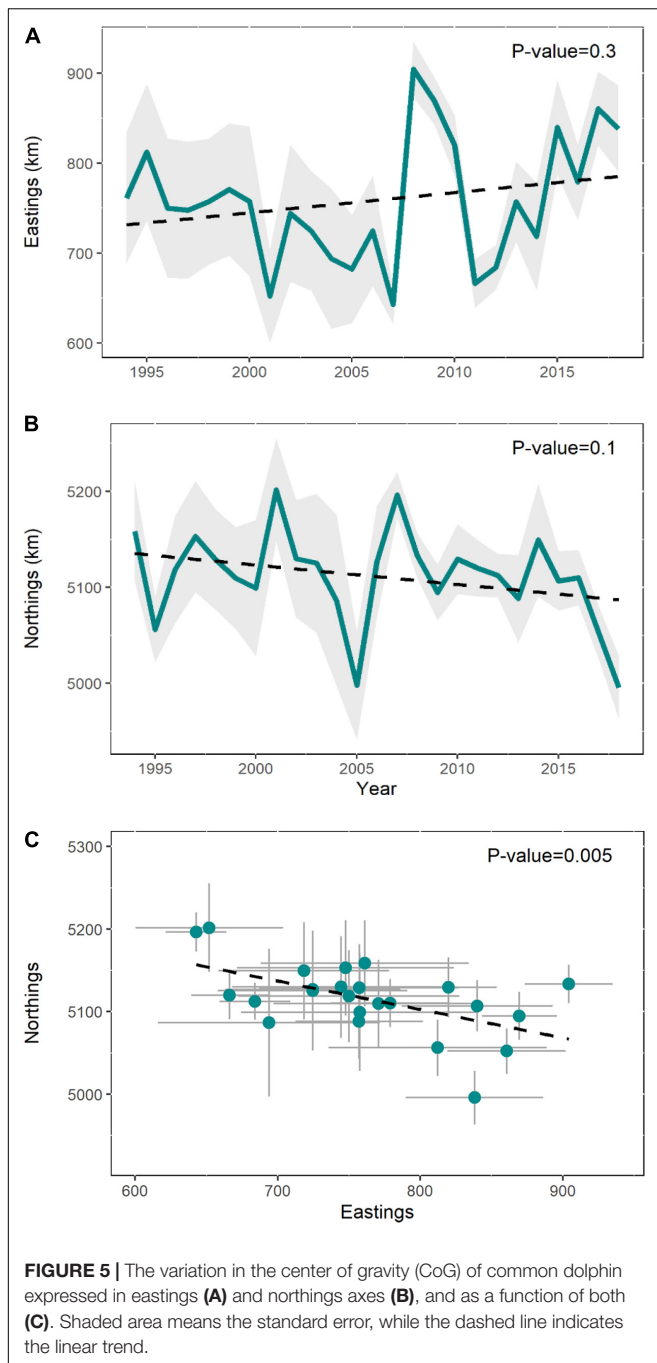 A
P-value=0.3
Eastings (km)
900
800
700
600
1995
2000
2005
2010
2015
B
P-value=0.1
Northings (km)
5200
5100
5000
1995
2000
2005
2010
2015
Year
C
P-value=0.005
Northings
5300
5200
5100
5000
600
700
800
900
Eastings
FIGURE 5 | The variation in the center of gravity (CoG) of common dolphin
expressed in eastings (A) and northings axes (B), and as a function of both
(C). Shaded area means the standard error, while the dashed line indicates
the linear trend.